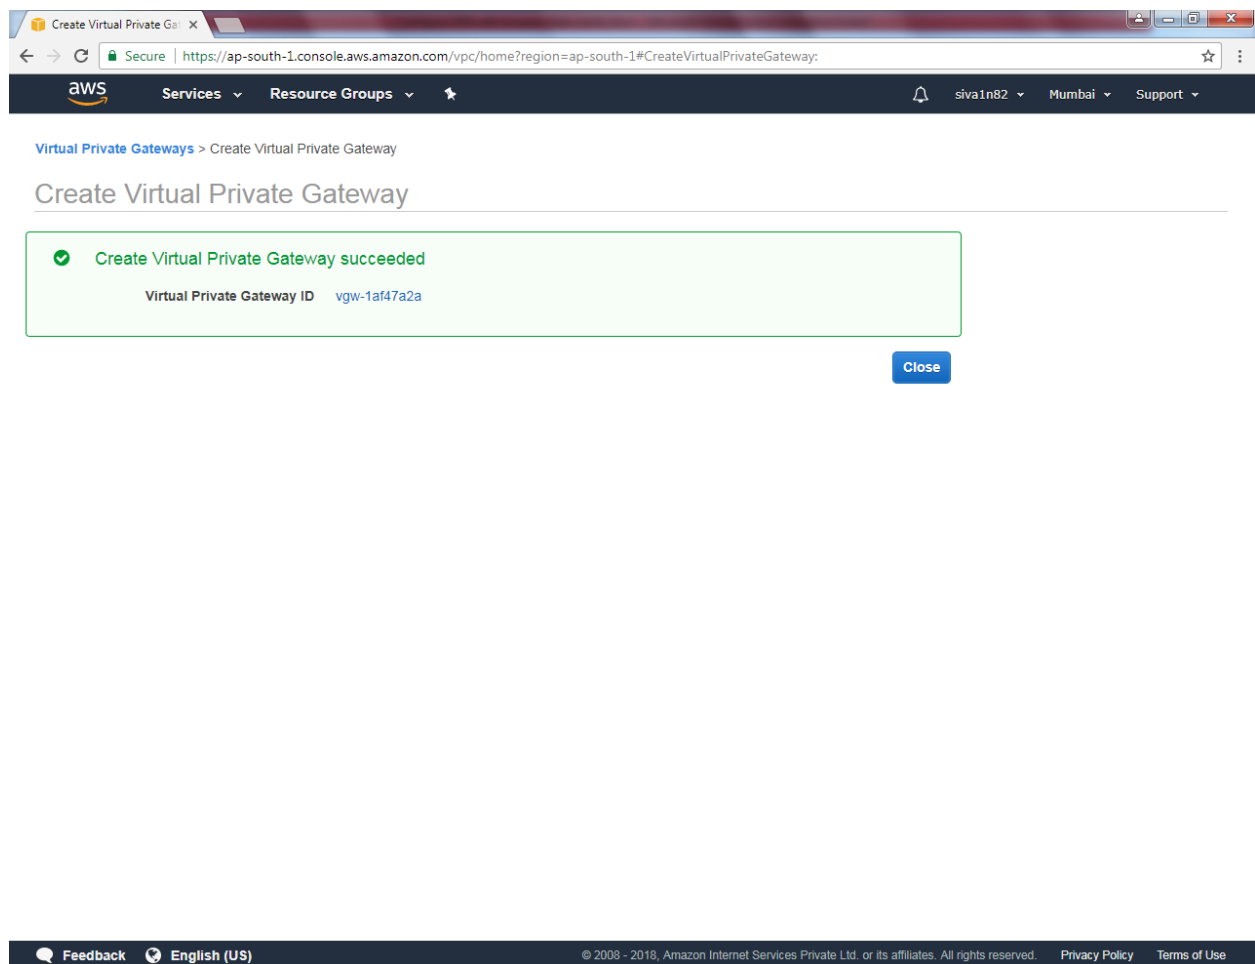 Create Virtual Private Gat
Secure | https://ap-south-1.console.aws.amazon.com/vpc/home?region=ap-south-1#CreateVirtualPrivateGateway:
aws Services Resource Groups siva1n82 Mumbai Support
Virtual Private Gateways > Create Virtual Private Gateway
Create Virtual Private Gateway
Create Virtual Private Gateway succeeded
Virtual Private Gateway ID vgw-1af47a2a
Close
Feedback English (US) © 2008 - 2018, Amazon Internet Services Private Ltd. or its affiliates. All rights reserved. Privacy Policy Terms of Use